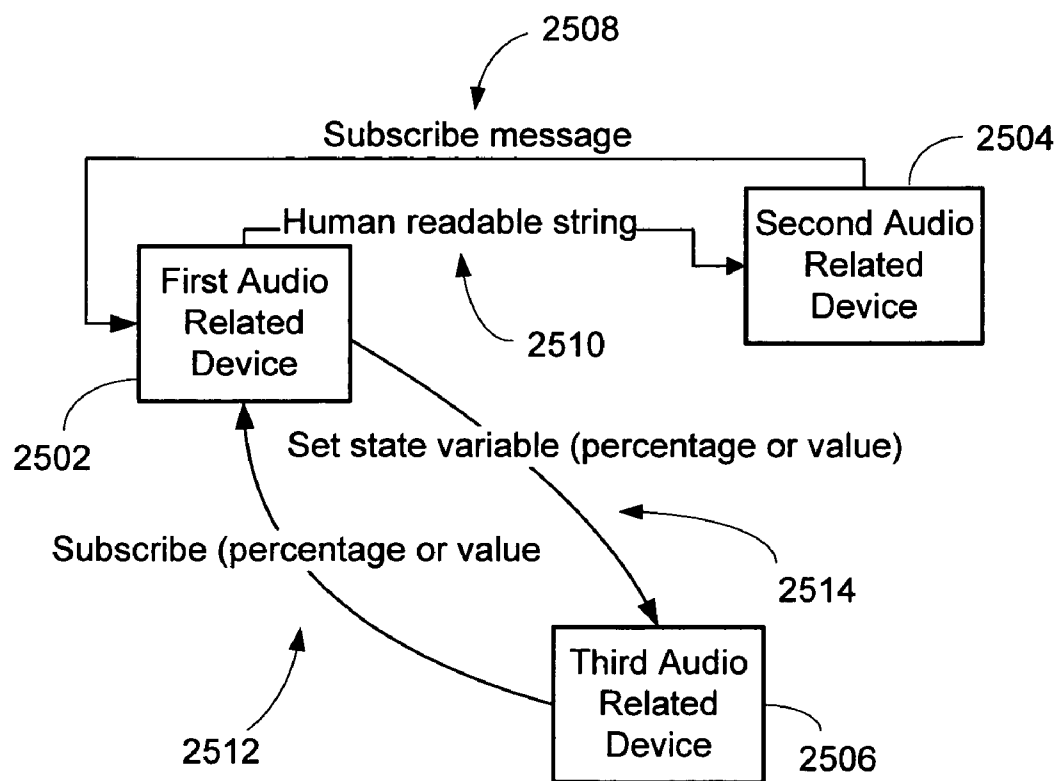 2508
Subscribe message
2504
Human readable string
Second Audio
Related
Device
First Audio
Related
Device
2510
2502
Set state variable (percentage or value)
Subscribe (percentage or value
2514
2512
Third Audio
Related
Device
2506